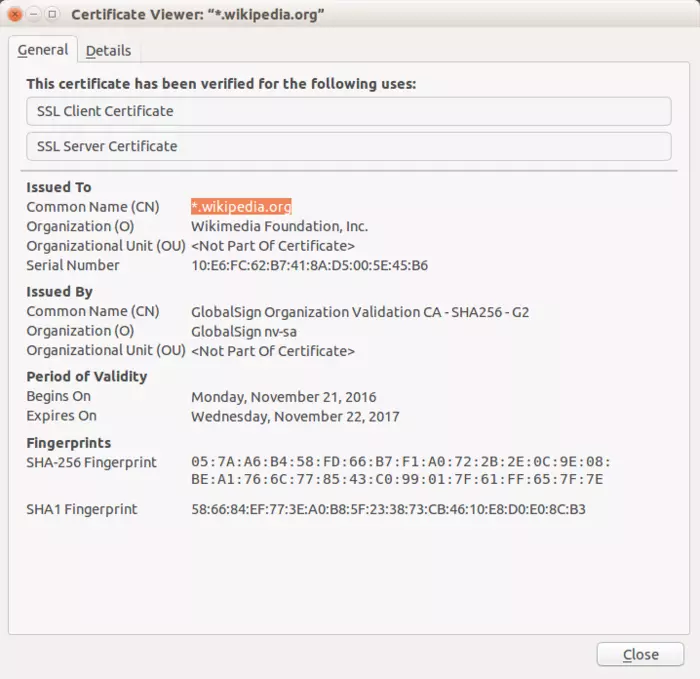 Certificate Viewer: “*.wikipedia.org”
General Details
This certificate has been verified for the following uses:
SSL Client Certificate
SSL Server Certificate
Issued To
Common Name (CN) *.wikipedia.org
Organization (O) Wikimedia Foundation, Inc.
Organizational Unit (OU) <Not Part Of Certificate>
Serial Number 10:E6:FC:62:B7:41:8A:D5:00:5E:45:B6
Issued By
Common Name (CN) GlobalSign Organization Validation CA - SHA256 - G2
Organization (O) GlobalSign nv-sa
Organizational Unit (OU) <Not Part Of Certificate>
Period of Validity
Begins On Monday, November 21, 2016
Expires On Wednesday, November 22, 2017
Fingerprints
SHA-256 Fingerprint 05:7A:A6:B4:58:FD:66:B7:F1:A0:72:2B:2E:0C:9E:08:
BE:A1:76:6C:77:85:43:C0:99:01:7F:61:FF:65:7F:7E
SHA1 Fingerprint 58:66:84:EF:77:3E:A0:B8:5F:23:38:73:CB:46:10:E8:D0:E0:8C:B3
Close